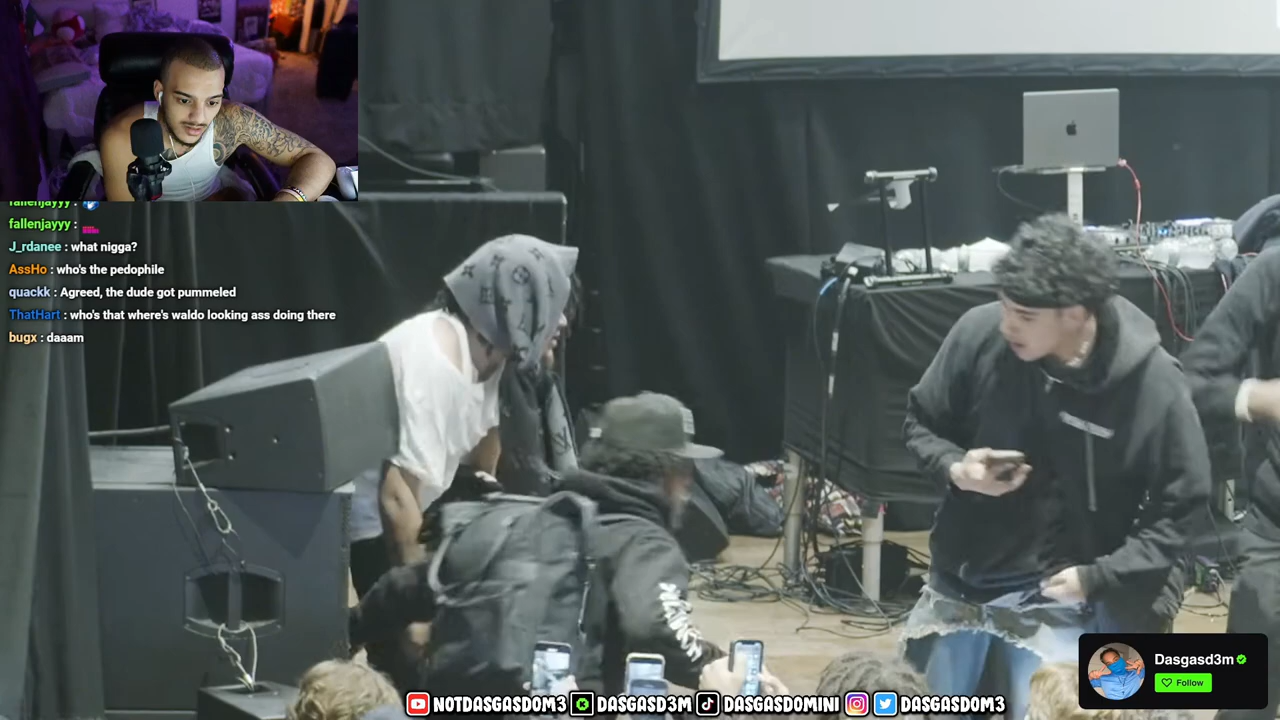 fallenjayyy :
fallenjayyy :
J_rdanee : what nigga?
AssHo : who's the pedophile
quackk : Agreed, the dude got pummeled
ThatHart : who's that where's waldo looking ass doing there
bugx : daaam
Dasgasd3m
Follow
NOTDASGASDOM3 DASGASD3M DASGASDOMINI DASGASDOM3